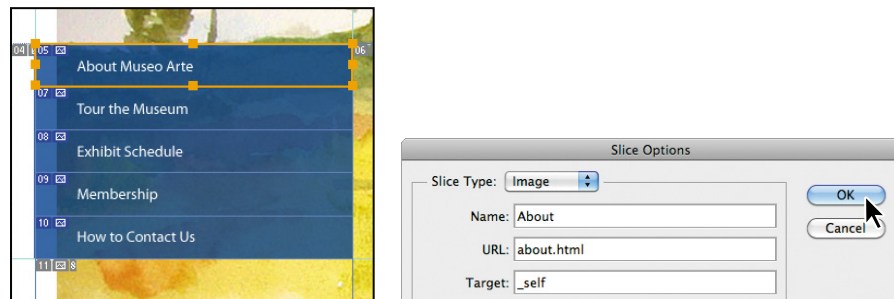 04 05 06
About Museo Arte
07
Tour the Museum
08
Exhibit Schedule
09
Membership
10
How to Contact Us
11 8
Slice Options
Slice Type: Image
OK
Name: About
Cancel
URL: about.html
Target: _self